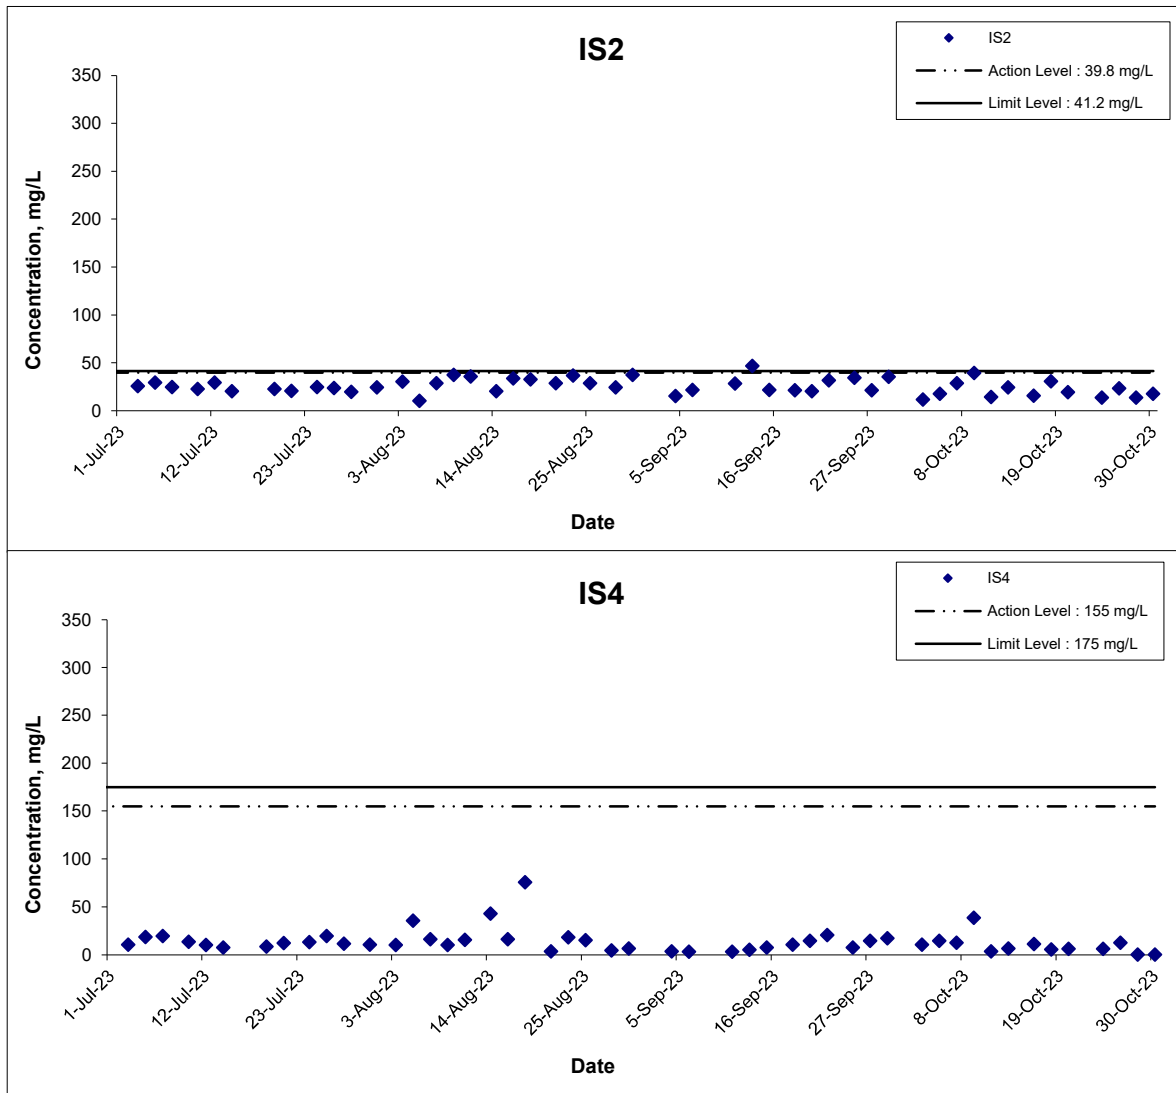 IS2
IS2
Action Level : 39.8 mg/L
Limit Level : 41.2 mg/L
Concentration, mg/L
350
300
250
200
150
100
50
0
1-Jul-23
12-Jul-23
23-Jul-23
3-Aug-23
14-Aug-23
25-Aug-23
5-Sep-23
16-Sep-23
27-Sep-23
8-Oct-23
19-Oct-23
30-Oct-23
Date
IS4
IS4
Action Level : 155 mg/L
Limit Level : 175 mg/L
Concentration, mg/L
350
300
250
200
150
100
50
0
1-Jul-23
12-Jul-23
23-Jul-23
3-Aug-23
14-Aug-23
25-Aug-23
5-Sep-23
16-Sep-23
27-Sep-23
8-Oct-23
19-Oct-23
30-Oct-23
Date